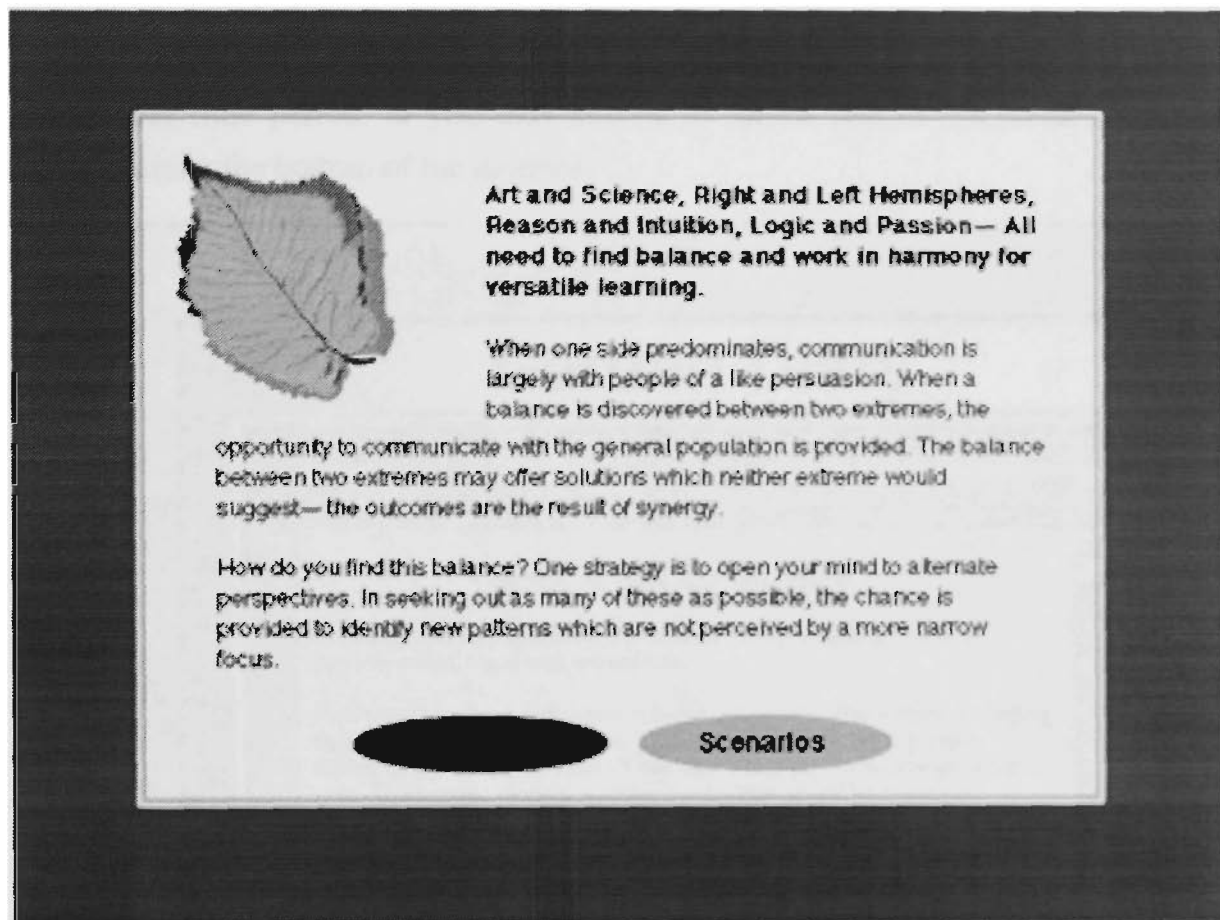 Art and Science, Right and Left Hemispheres,
Reason and Intuition, Logic and Passion— All
need to find balance and work in harmony for
versatile learning.
When one side predominates, communication is
largely with people of a like persuasion. When a
balance is discovered between two extremes, the
opportunity to communicate with the general population is provided. The balance
between two extremes may offer solutions which neither extreme would
suggest— the outcomes are the result of synergy.
How do you find this balance? One strategy is to open your mind to alternate
perspectives. In seeking out as many of these as possible, the chance is
provided to identify new patterns which are not perceived by a more narrow
focus.
Scenarios